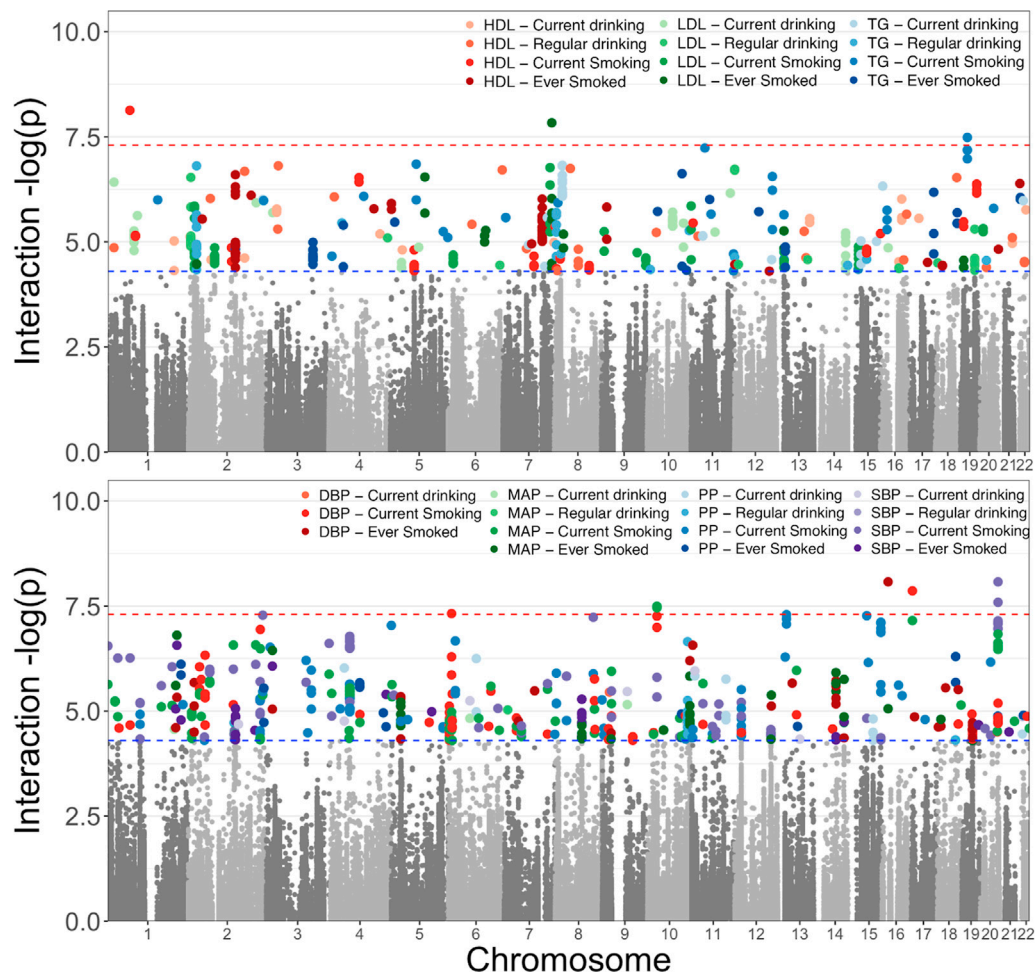 10.0
HDL – Current drinking LDL – Current drinking TG – Current drinking
HDL – Regular drinking LDL – Regular drinking TG – Regular drinking
HDL – Current Smoking LDL – Current Smoking TG – Current Smoking
HDL – Ever Smoked LDL – Ever Smoked TG – Ever Smoked
7.5
5.0
2.5
0.0
Interaction -log(p)
1 2 3 4 5 6 7 8 9 10 11 12 13 14 15 16 17 18 19 20 21 22
10.0
DBP – Current drinking MAP – Current drinking PP – Current drinking SBP – Current drinking
DBP – Current Smoking MAP – Regular drinking PP – Regular drinking SBP – Regular drinking
DBP – Ever Smoked MAP – Current Smoking PP – Current Smoking SBP – Current Smoking
MAP – Ever Smoked PP – Ever Smoked SBP – Ever Smoked
7.5
5.0
2.5
0.0
Interaction -log(p)
1 2 3 4 5 6 7 8 9 10 11 12 13 14 15 16 17 18 19 20 21 22
Chromosome